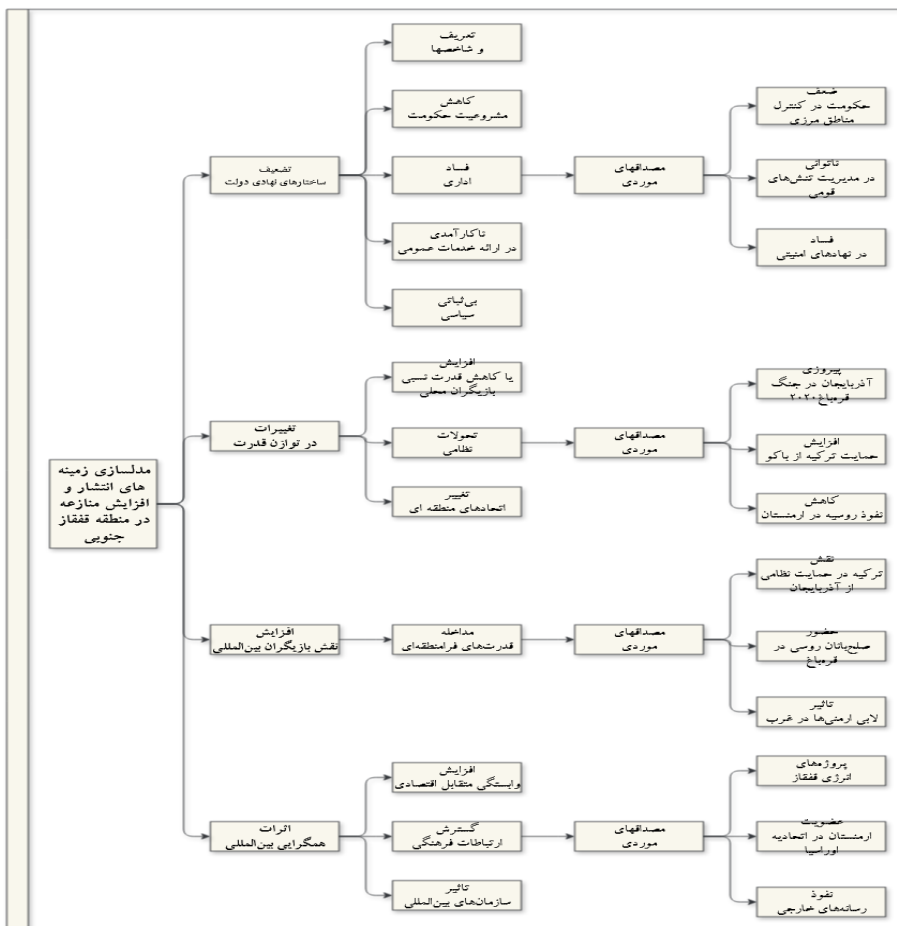 مدلسازی زمینه
های انتشار و
افزایش منازعه
در منطقه قفقاز
جنوبی
تضعیف
ساختارهای نهادی دولت
تعریف
و شاخصها
کاهش
مشروعیت حکومت
فساد
اداری
ناکارآمدی
در ارائه خدمات عمومی
بی‌ثباتی
سیاسی
مصداقهای
موردی
ضعف
حکومت در کنترل
مناطق مرزی
ناتوانی
در مدیریت تنش‌های
قومی
فساد
در نهادهای امنیتی
تغییرات
در توازن قدرت
افزایش
یا کاهش قدرت نسبی
بازیگران محلی
تحولات
نظامی
تغییر
اتحادهای منطقه ای
مصداقهای
موردی
پیروزی
آذربایجان در جنگ
قره‌باغ۲۰۲۰
افزایش
حمایت ترکیه از باکو
کاهش
نفوذ روسیه در ارمنستان
افزایش
نقش بازیگران بین‌المللی
مداخله
قدرت‌های فرامنطقه‌ای
مصداقهای
موردی
نقش
ترکیه در حمایت نظامی
از آذربایجان
حضور
صلح‌بانان روسی در
قره‌باغ
تاثیر
لابی ارمنی‌ها در غرب
اثرات
همگرایی بین‌المللی
افزایش
وابستگی متقابل اقتصادی
گسترش
ارتباطات فرهنگی
تاثیر
سازمان‌های بین‌المللی
مصداقهای
موردی
پروژه‌های
انرژی قفقاز
عضویت
ارمنستان در اتحادیه
اوراسیا
نفوذ
رسانه‌های خارجی